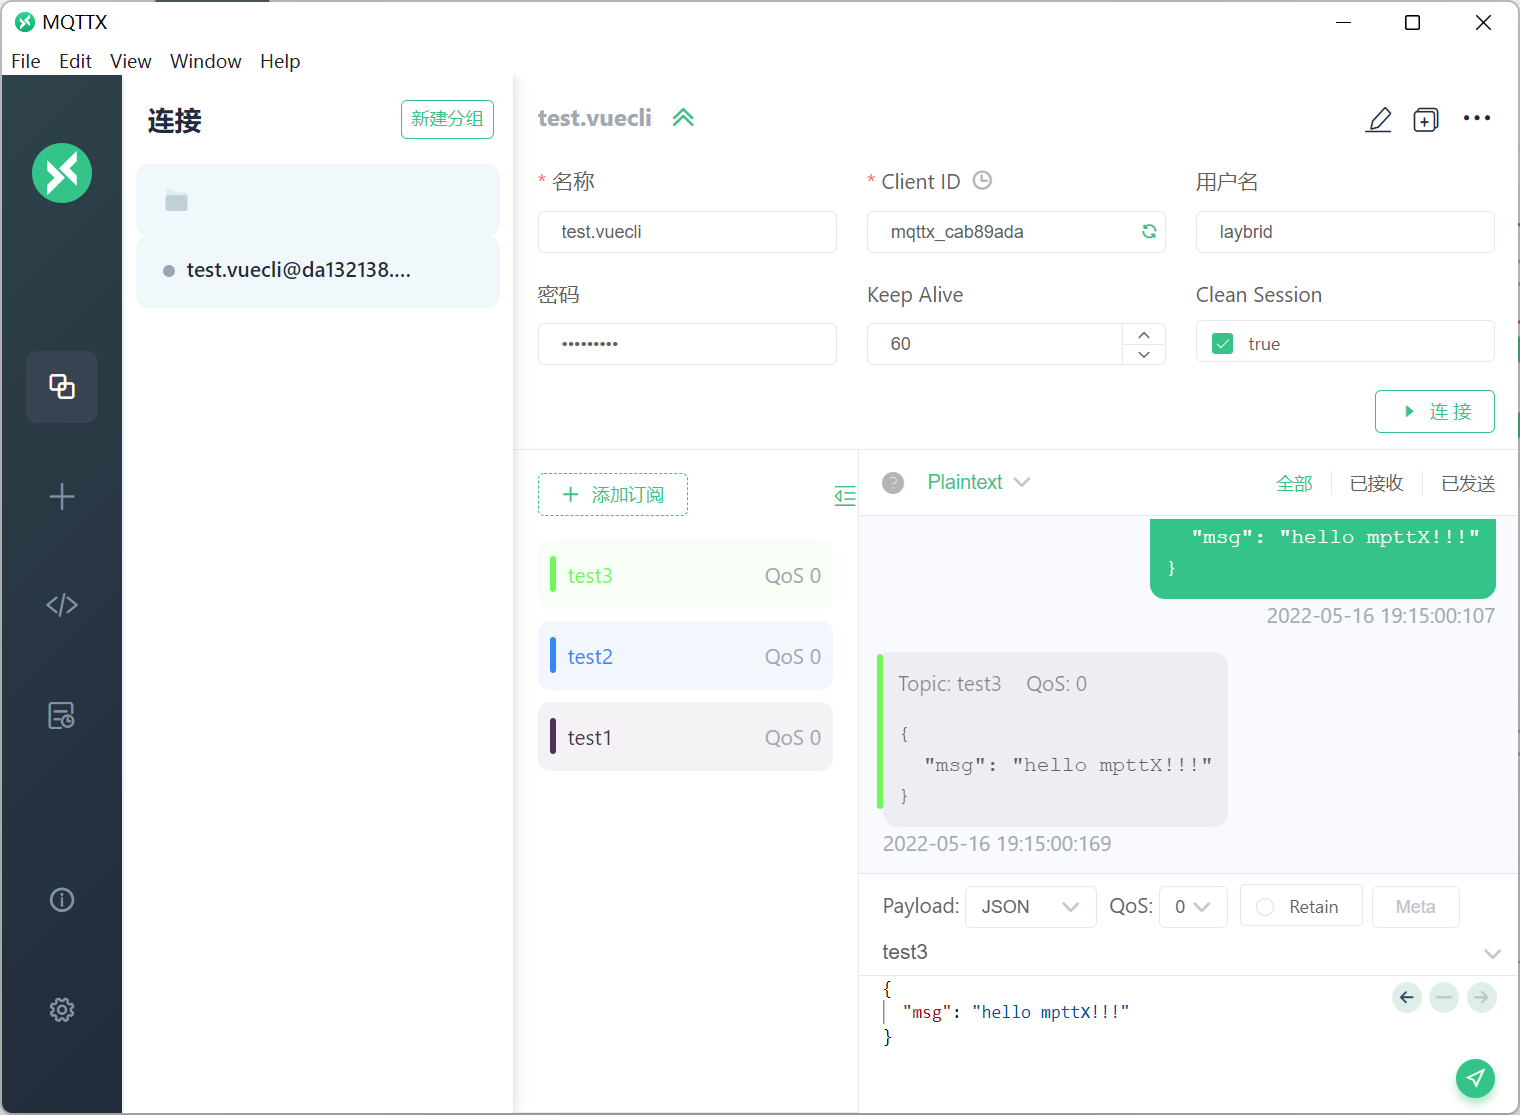 MQTTX
File Edit View Window Help
连接
新建分组
test.vuecli@da132138....
test.vuecli
* 名称
* Client ID
用户名
test.vuecli
mqttx_cab89ada
laybrid
密码
Keep Alive
Clean Session
•••••••••
60
true
连 接
添加订阅
test3 QoS 0
test2 QoS 0
test1 QoS 0
Plaintext
全部
已接收
已发送
"msg": "hello mpttX!!!"
}
2022-05-16 19:15:00:107
Topic: test3 QoS: 0
{
"msg": "hello mpttX!!!"
}
2022-05-16 19:15:00:169
Payload: JSON QoS: 0 Retain Meta
test3
{
"msg": "hello mpttX!!!"
}